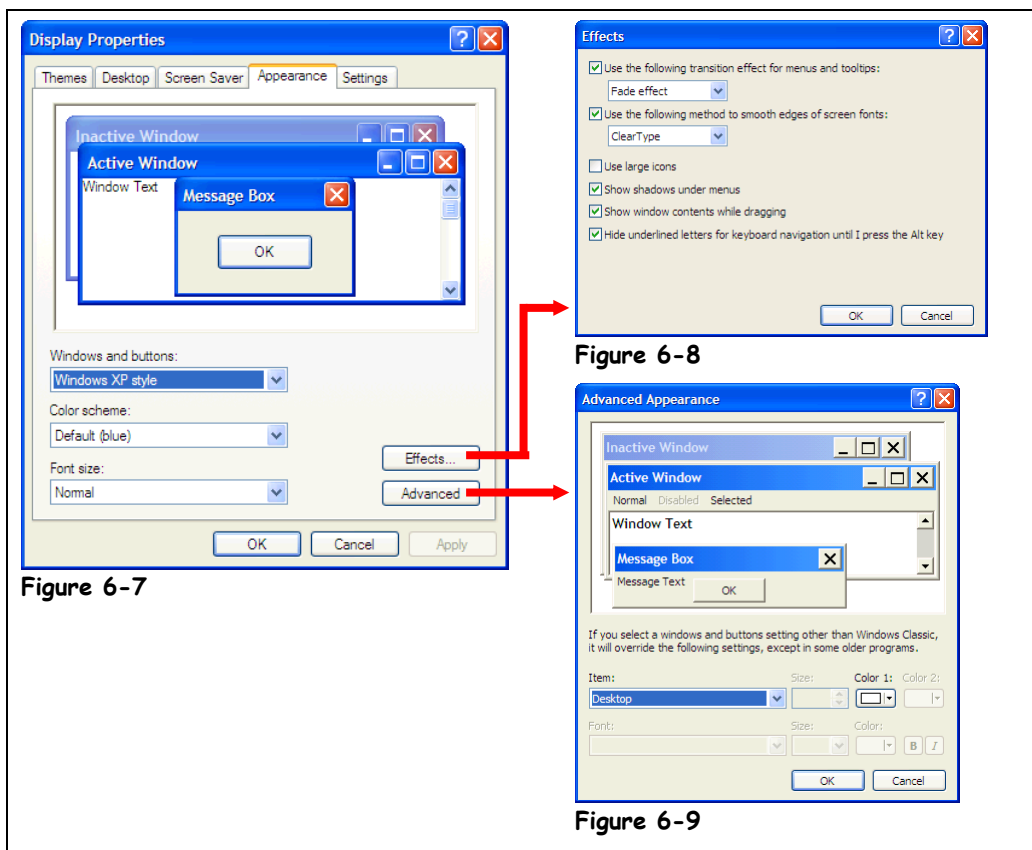 Display Properties
Themes Desktop Screen Saver Appearance Settings
Inactive Window
Active Window
Window Text
Message Box
OK
Windows and buttons:
Windows XP style
Color scheme:
Default (blue)
Font size:
Normal
Effects...
Advanced
OK Cancel Apply
Figure 6-7
Effects
Use the following transition effect for menus and tooltips:
Fade effect
Use the following method to smooth edges of screen fonts:
ClearType
Use large icons
Show shadows under menus
Show window contents while dragging
Hide underlined letters for keyboard navigation until I press the Alt key
OK Cancel
Figure 6-8
Advanced Appearance
Inactive Window
Active Window
Normal Disabled Selected
Window Text
Message Box
Message Text
OK
If you select a windows and buttons setting other than Windows Classic,
it will override the following settings, except in some older programs.
Item: Size: Color 1: Color 2:
Desktop
Font: Size: Color:
B I
OK Cancel
Figure 6-9